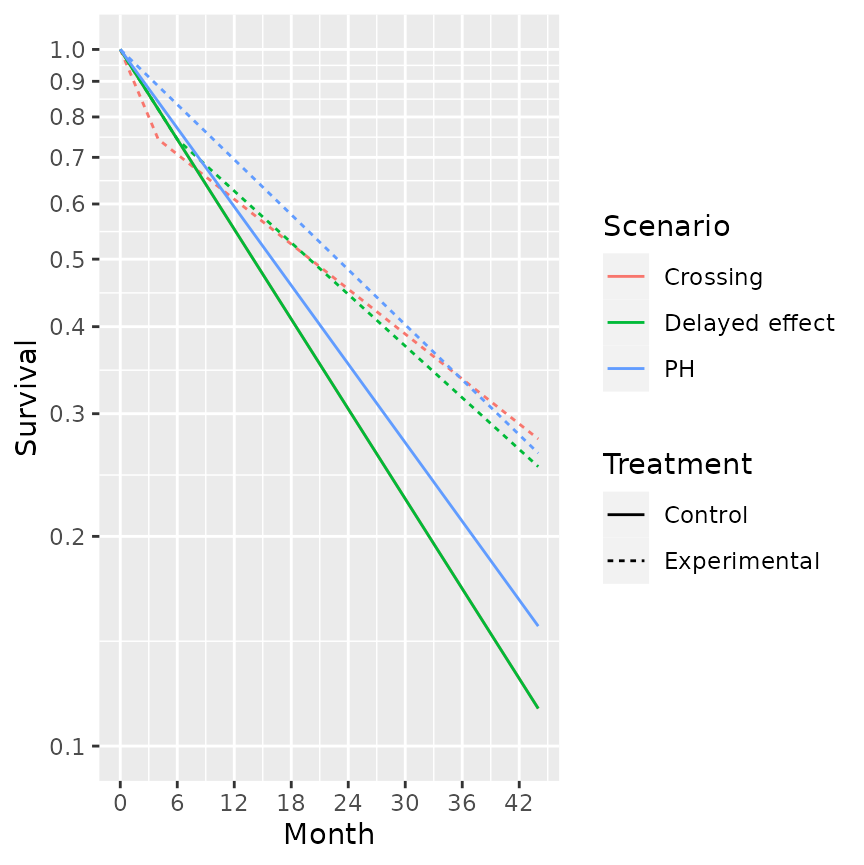 1.0
0.9
0.8
0.7
0.6
0.5
0.4
0.3
0.2
0.1
Survival
0 6 12 18 24 30 36 42
Month
Scenario
Crossing
Delayed effect
PH
Treatment
Control
Experimental